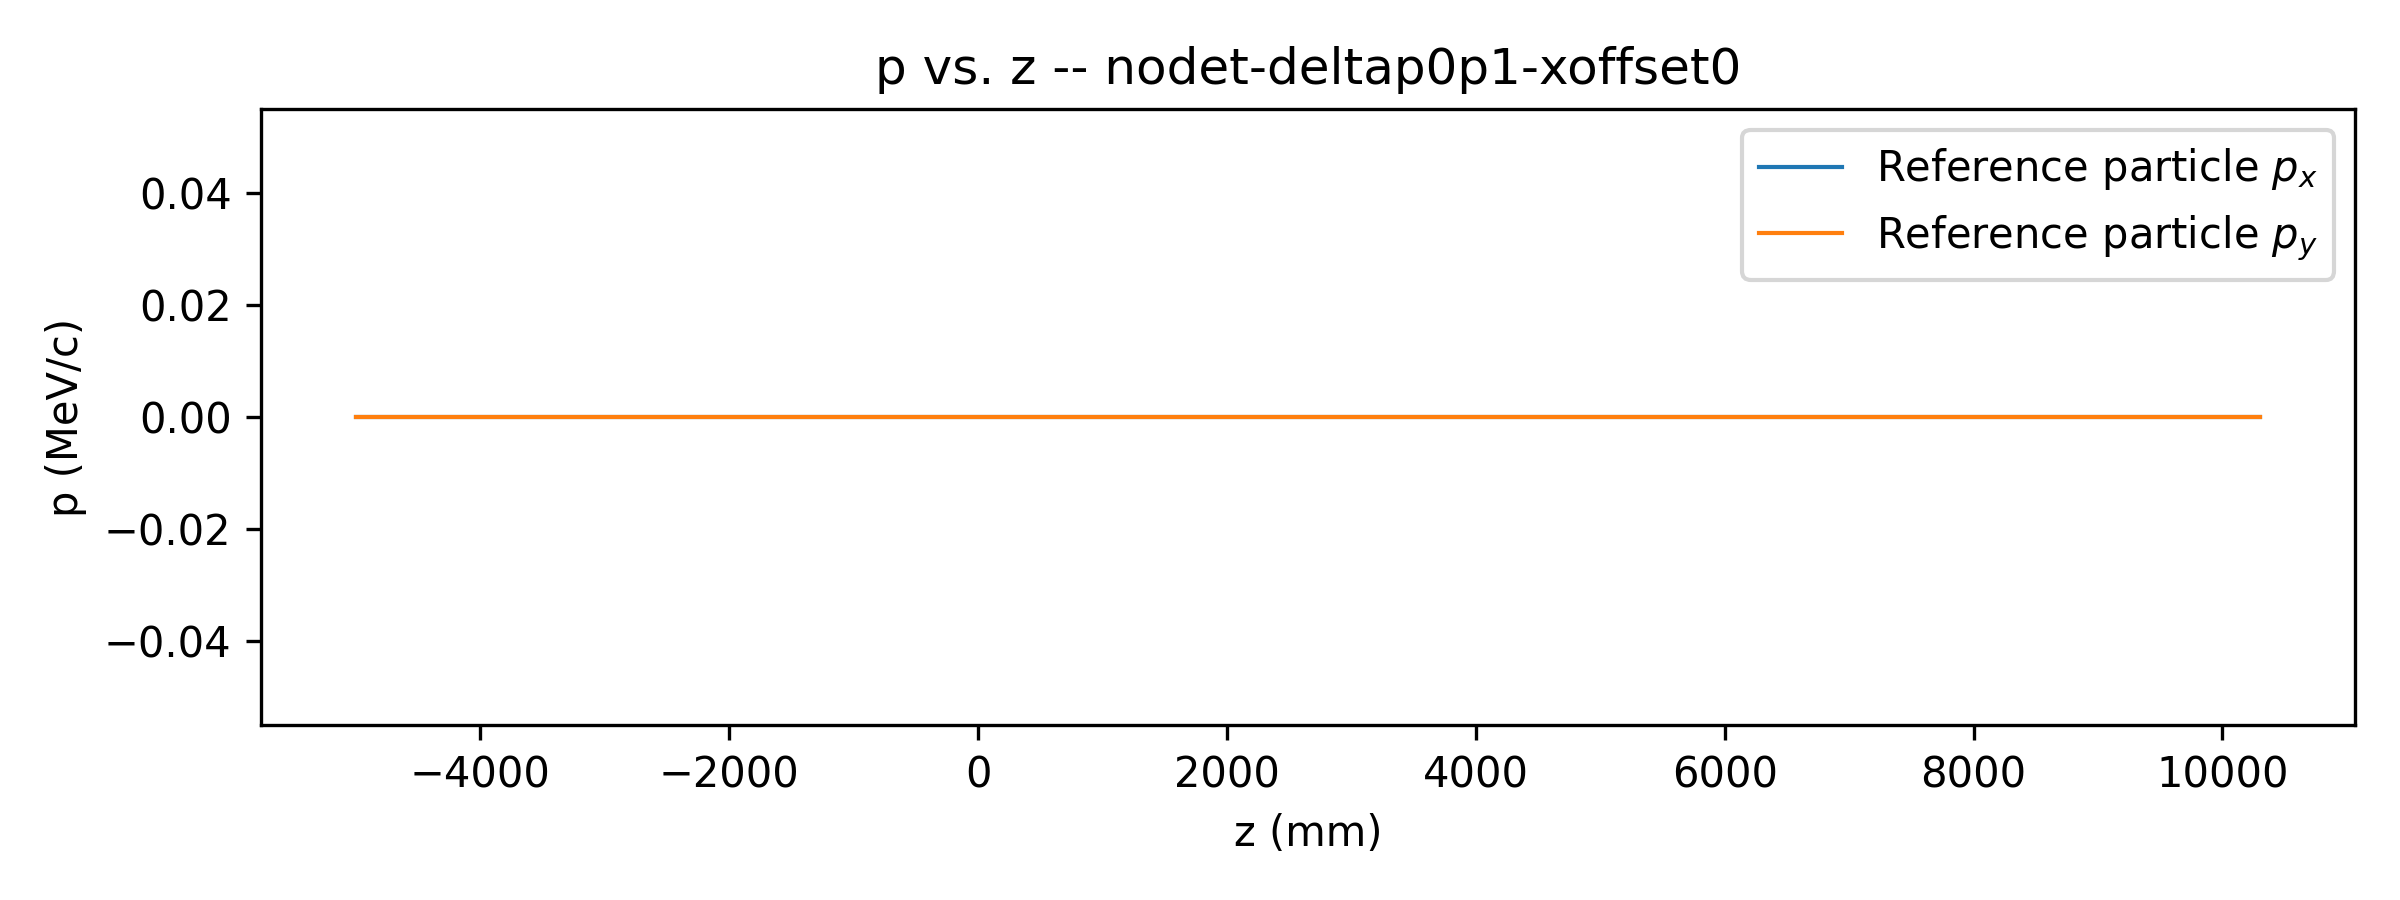 p vs. z -- nodet-deltap0p1-xoffset0
Reference particle p_x
Reference particle p_y
0.04
0.02
0.00
−0.02
−0.04
p (MeV/c)
−4000 −2000 0 2000 4000 6000 8000 10000
z (mm)